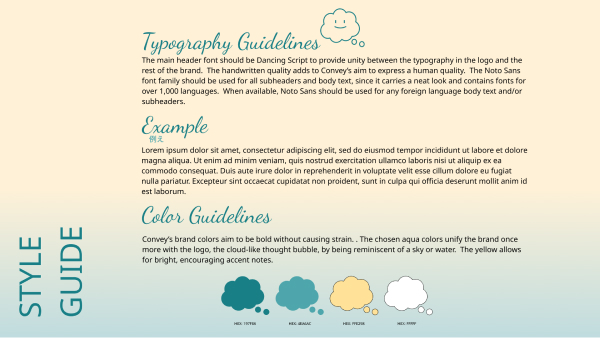 Typography Guidelines
The main header font should be Dancing Script to provide unity between the typography in the logo and the
rest of the brand.  The handwritten quality adds to Convey's aim to express a human quality.  The Noto Sans
font family should be used for all subheaders and body text, since it carries a neat look and contains fonts for
over 1,000 languages.  When available, Noto Sans should be used for any foreign language body text and/or
subheaders.
Example
例え
Lorem ipsum dolor sit amet, consectetur adipiscing elit, sed do eiusmod tempor incididunt ut labore et dolore
magna aliqua. Ut enim ad minim veniam, quis nostrud exercitation ullamco laboris nisi ut aliquip ex ea
commodo consequat. Duis aute irure dolor in reprehenderit in voluptate velit esse cillum dolore eu fugiat
nulla pariatur. Excepteur sint occaecat cupidatat non proident, sunt in culpa qui officia deserunt mollit anim id
est laborum.
Color Guidelines
Convey's brand colors aim to be bold without causing strain. . The chosen aqua colors unify the brand once
more with the logo, the cloud-like thought bubble, by being reminiscent of a sky or water.  The yellow allows
for bright, encouraging accent notes.
STYLE
GUIDE
HEX:
HEX:
HEX:
HEX: